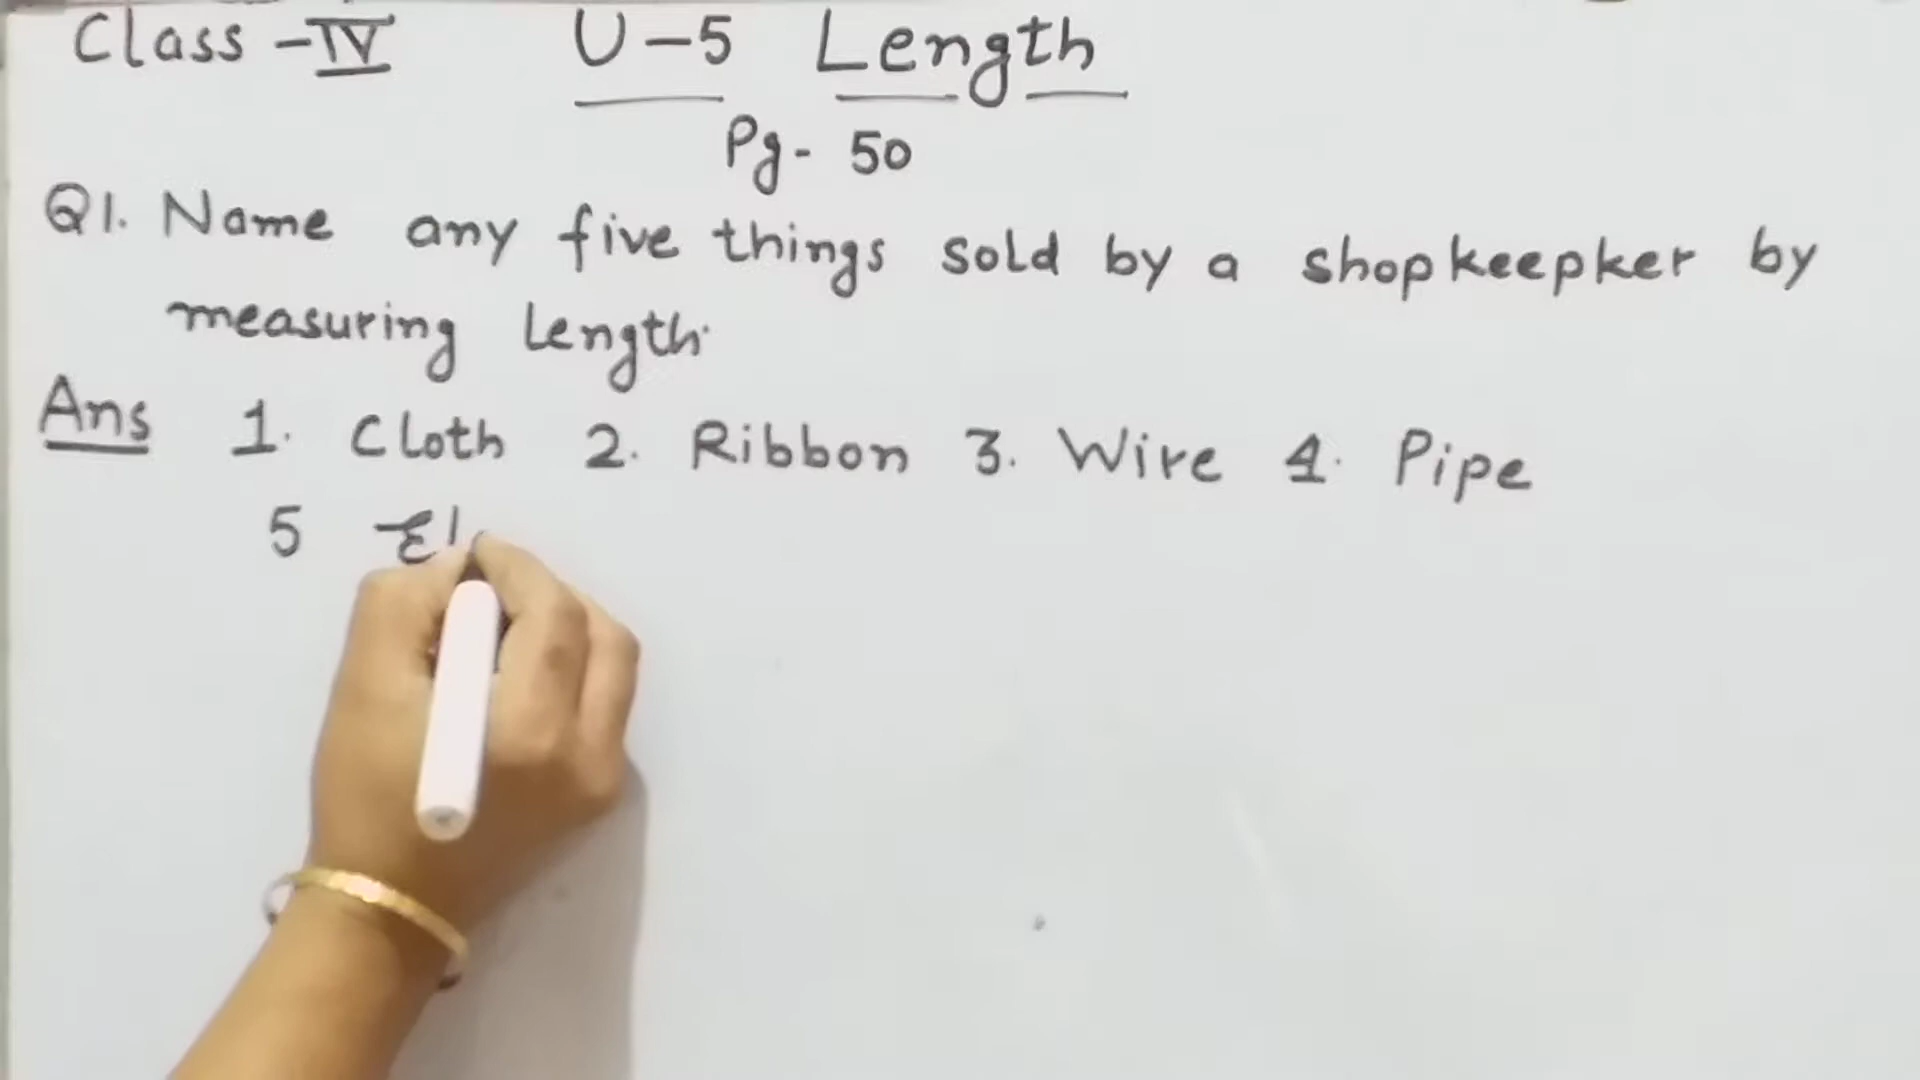 Class - IV U-5 Length
Pg- 50
Q1. Name any five things sold by a shopkeepker by
measuring length.
Ans 1. Cloth 2. Ribbon 3. Wire 4. Pipe
5 El